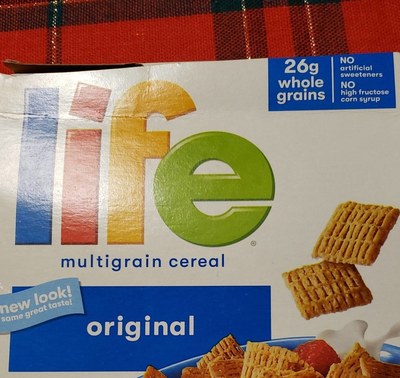 26g
whole
grains
NO
artificial
sweeteners
NO
high fructose
corn syrup
life
®
multigrain cereal
new look!
same great taste!
original